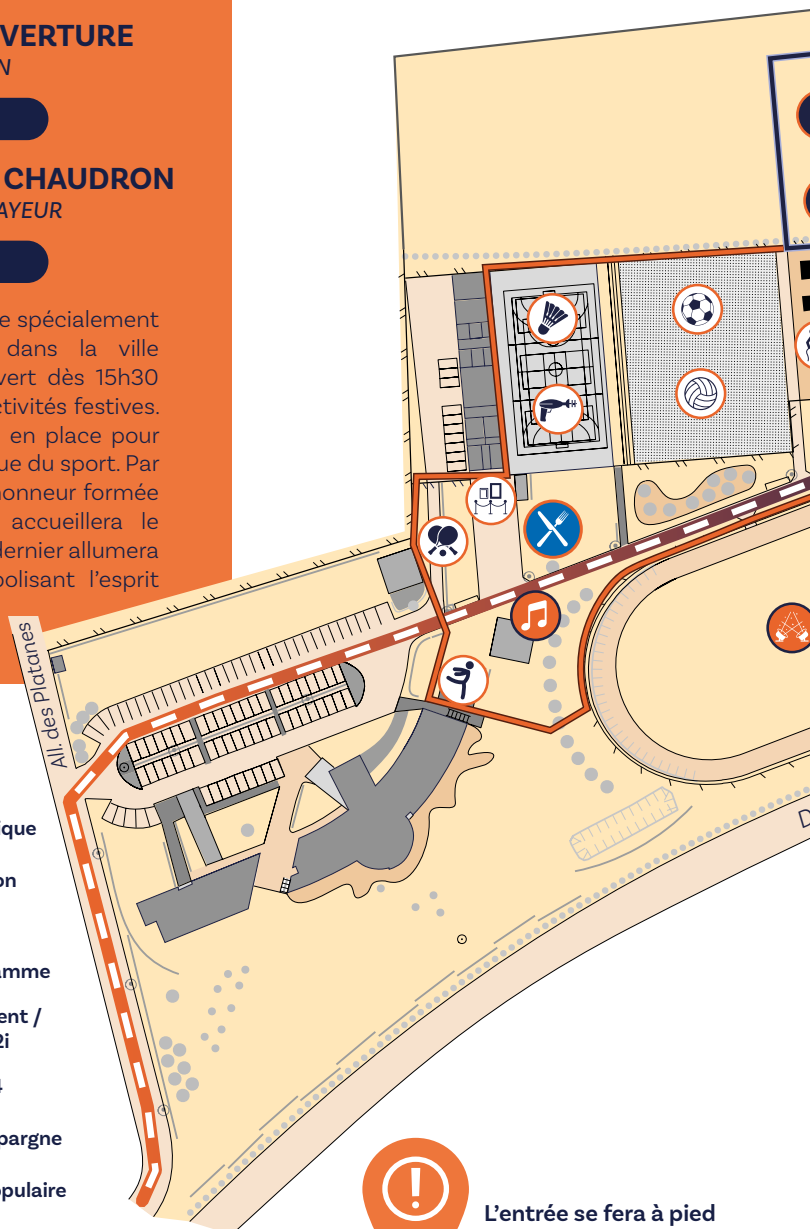 VERTURE
N
CHAUDRON
AYEUR
e spécialement
dans la ville
vert dès 15h30
ctivités festives.
en place pour
ue du sport. Par
honneur formée
accueillera le
dernier allumera
bolisant l'esprit
All. des Platanes
ique
on
amme
ent /
2i
4
pargne
opulaire
D
L'entrée se fera à pied